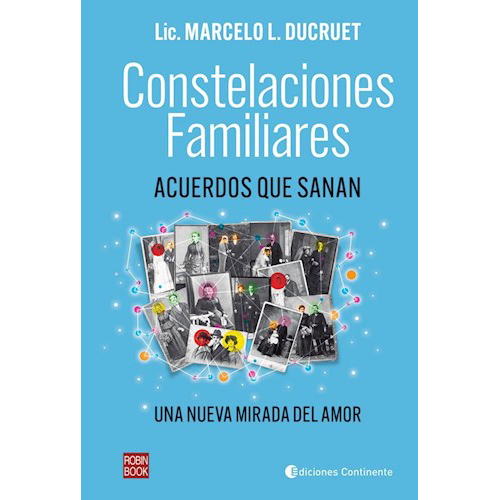 Lic. MARCELO L. DUCRUET
Constelaciones
Familiares
ACUERDOS QUE SANAN
UNA NUEVA MIRADA DEL AMOR
ROBIN
BOOK
Ediciones Continente